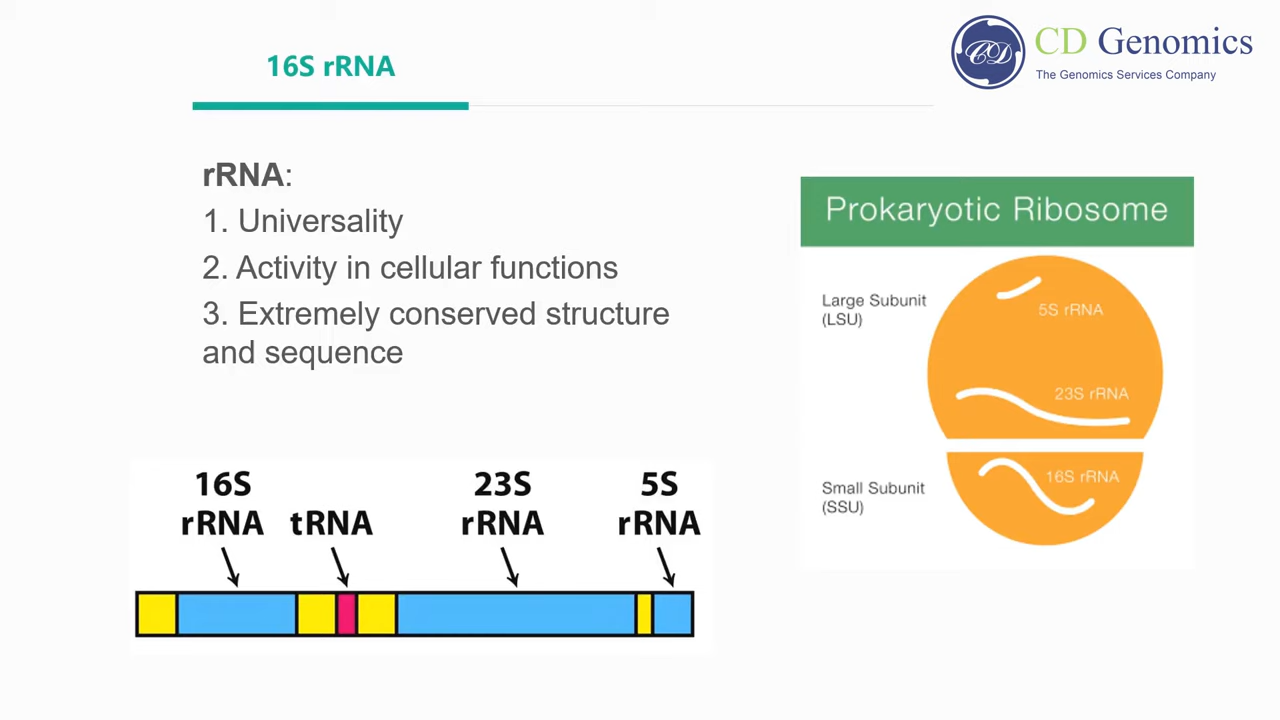 16S rRNA
CD
CD Genomics
The Genomics Services Company
rRNA:
1. Universality
2. Activity in cellular functions
3. Extremely conserved structure
and sequence
Prokaryotic Ribosome
Large Subunit
(LSU)
5S rRNA
23S rRNA
Small Subunit
(SSU)
16S rRNA
16S
rRNA
tRNA
23S
rRNA
5S
rRNA